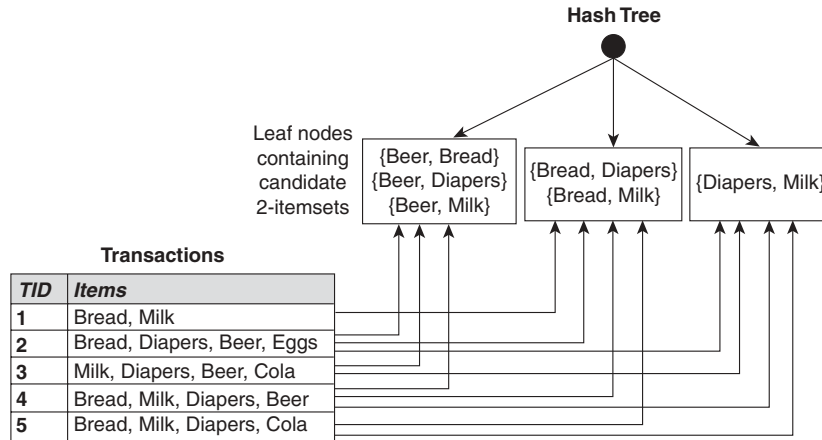 Hash Tree
Leaf nodes
containing
candidate
2-itemsets
{Beer, Bread}
{Beer, Diapers}
{Beer, Milk}
{Bread, Diapers}
{Bread, Milk}
{Diapers, Milk}
Transactions
TID Items
1 Bread, Milk
2 Bread, Diapers, Beer, Eggs
3 Milk, Diapers, Beer, Cola
4 Bread, Milk, Diapers, Beer
5 Bread, Milk, Diapers, Cola